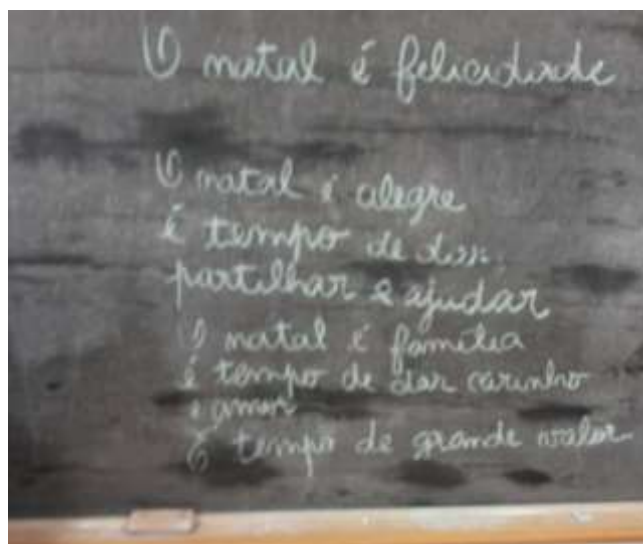 O natal é felicidade
O natal é alegre
é tempo de dar,
partilhar e ajudar
O natal é família
é tempo de dar carinho
e amor
É tempo de grande valor